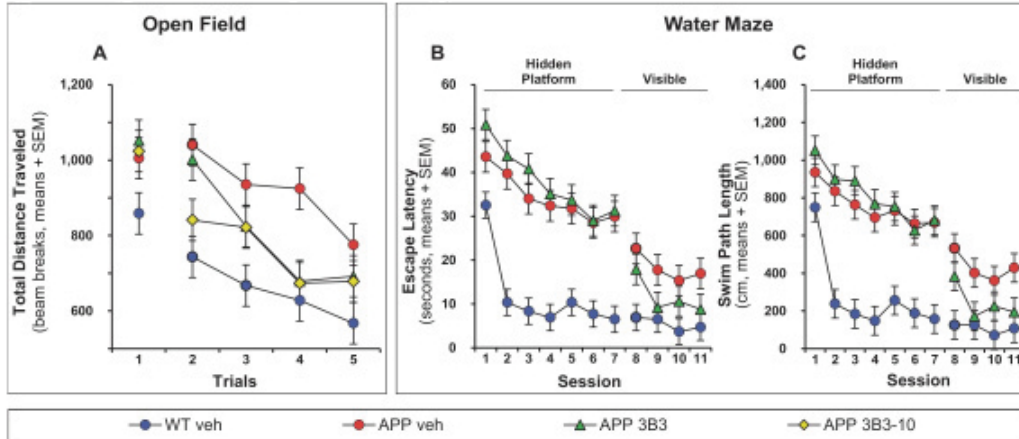 Open Field
Water Maze
A
Total Distance Traveled
(beam breaks, means + SEM)
1,200
1,000
800
600
1 2 3 4 5
Trials
B
Hidden
Platform
Visible
Escape Latency
(seconds, means + SEM)
60
50
40
30
20
10
0
1 2 3 4 5 6 7 8 9 10 11
Session
C
Hidden
Platform
Visible
Swim Path Length
(cm, means + SEM)
1,400
1,200
1,000
800
600
400
200
0
1 2 3 4 5 6 7 8 9 10 11
Session
WT veh APP veh APP 3B3 APP 3B3-10